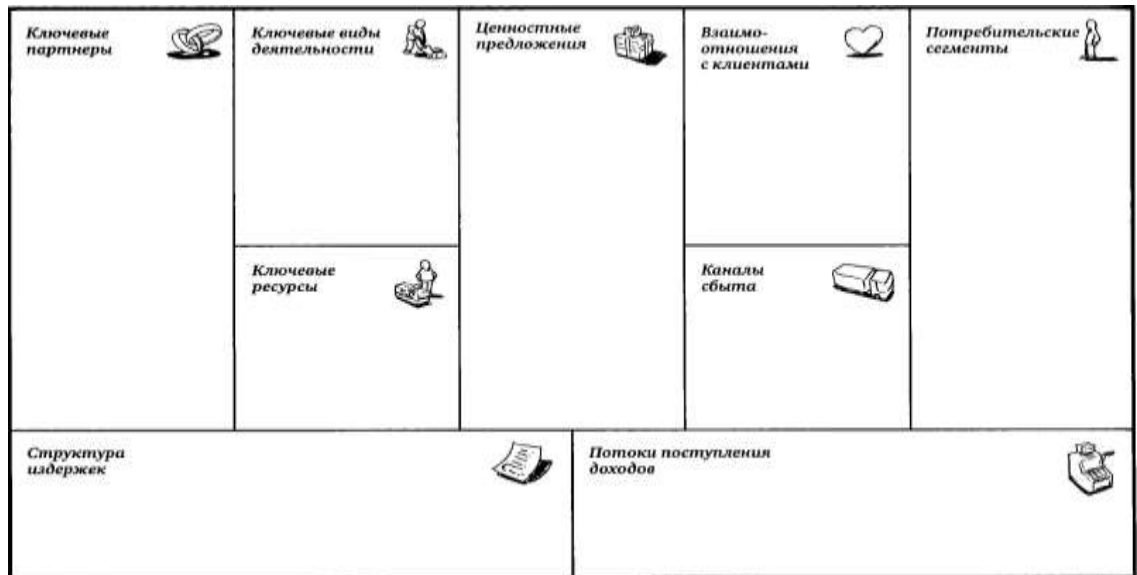 Ключевые
партнеры
Ключевые виды
деятельности
Ценностные
предложения
Взаимо-
отношения
с клиентами
Потребительские
сегменты
Ключевые
ресурсы
Каналы
сбыта
Структура
издержек
Потоки поступления
доходов